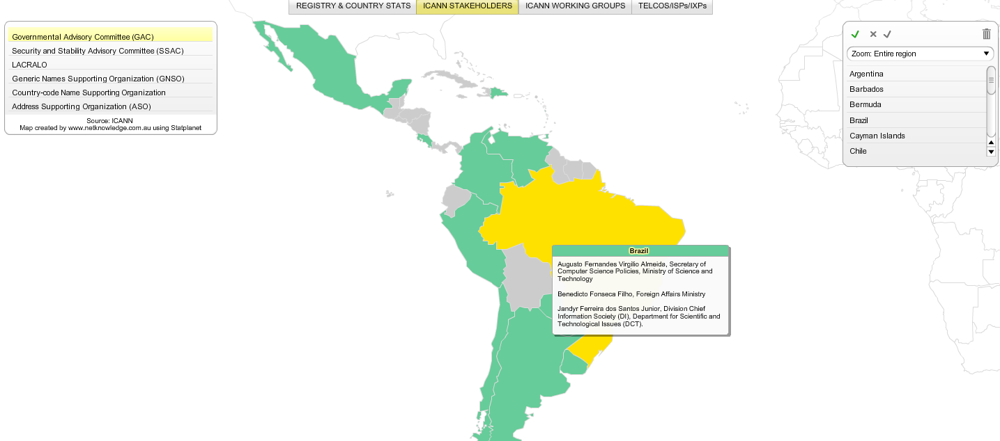 REGISTRY & COUNTRY STATS
ICANN STAKEHOLDERS
ICANN WORKING GROUPS
TELCOS/ISPs/IXPs
Governmental Advisory Committee (GAC)
Security and Stability Advisory Committee (SSAC)
LACRALO
Generic Names Supporting Organization (GNSO)
Country-code Name Supporting Organization
Address Supporting Organization (ASO)
Source: ICANN
Map created by www.netknowledge.com.au using Statplanet
Zoom: Entire region
Argentina
Barbados
Bermuda
Brazil
Cayman Islands
Chile
Brazil
Augusto Fernandes Virgilio Almeida, Secretary of
Computer Science Policies, Ministry of Science and
Technology
Benedicto Fonseca Filho, Foreign Affairs Ministry
Jandyr Ferreira dos Santos Junior, Division Chief
Information Society (DI), Department for Scientific and
Technological Issues (DCT).